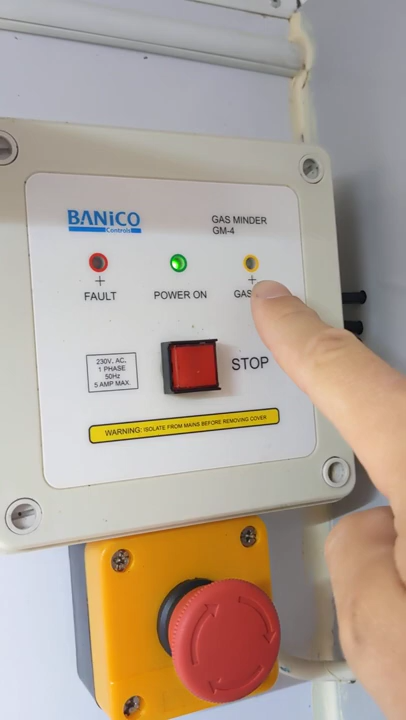 BANiCO
Controls
GAS MINDER
GM-4
FAULT
POWER ON
GAS
STOP
230V, AC,
1 PHASE
50Hz
5 AMP MAX.
WARNING: ISOLATE FROM MAINS BEFORE REMOVING COVER